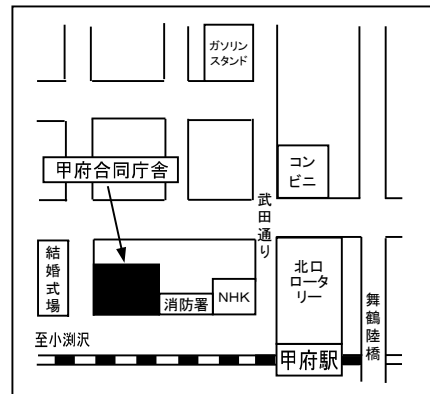 ガソリン
スタンド
甲府合同庁舎
コン
ビニ
武田通り
結婚式場
消防署
NHK
北口
ロータ
リー
舞鶴陸橋
至小渕沢
甲府駅